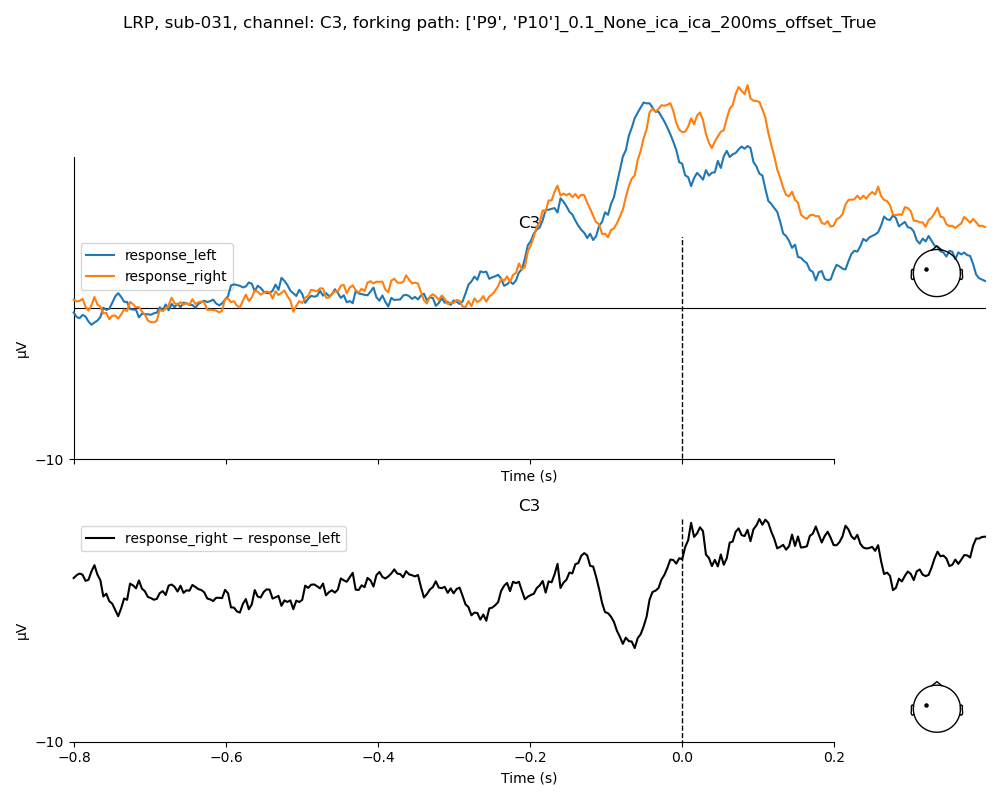 LRP, sub-031, channel: C3, forking path: ['P9', 'P10']_0.1_None_ica_ica_200ms_offset_True
C3
response_left
response_right
µV
−10
Time (s)
C3
response_right − response_left
µV
−10
−0.8
−0.6
−0.4
−0.2
0.0
0.2
Time (s)